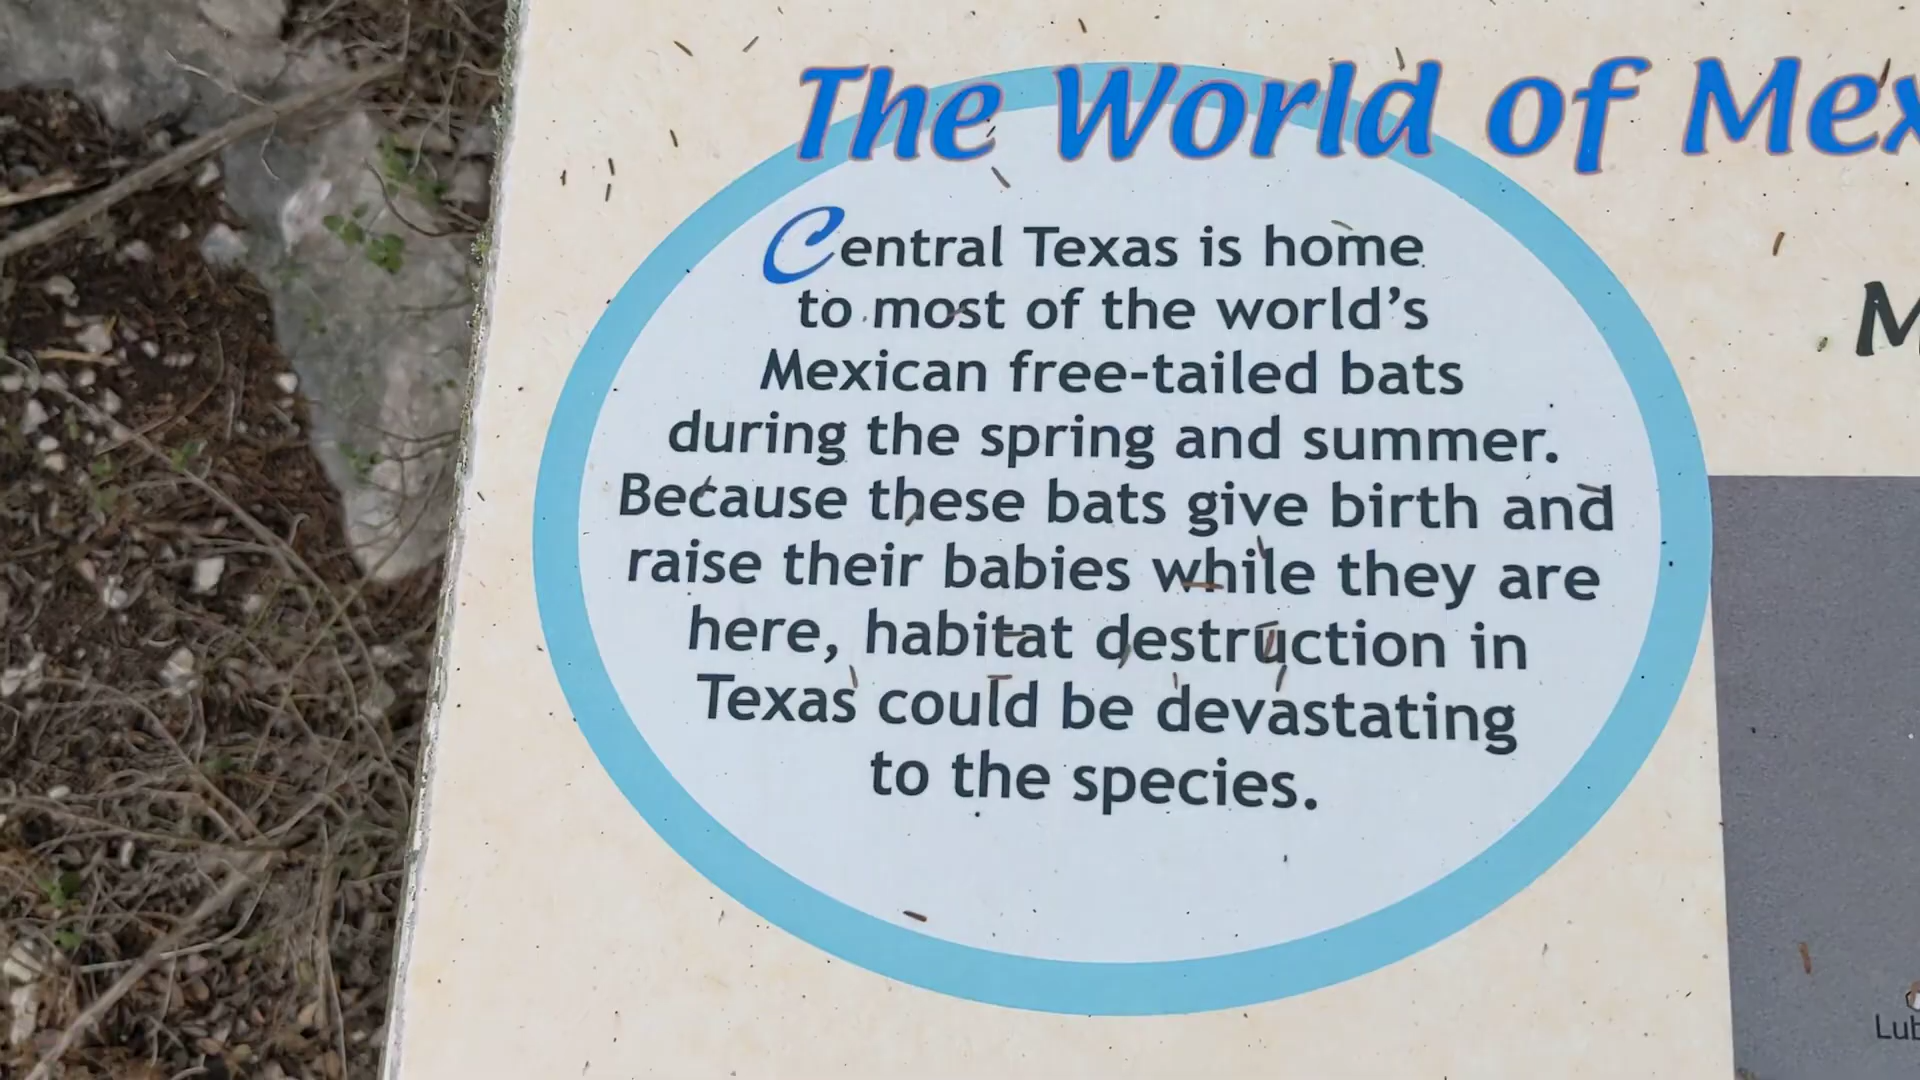 The World of
Central Texas is home
to most of the world's
Mexican free-tailed bats
during the spring and summer.
Because these bats give birth and
raise their babies while they are
here, habitat destruction in
Texas could be devastating
to the species.